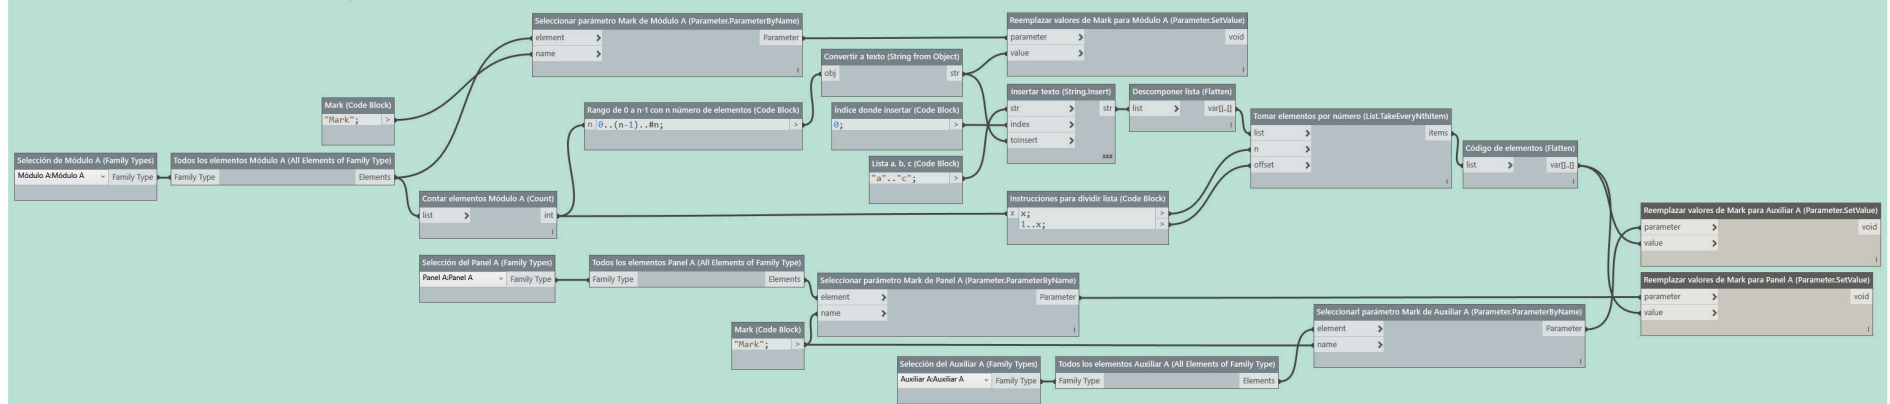 Seleccionar parámetro Mark de Módulo A (Parameter.ParameterByName)
element >
Parameter
name >
Reemplazar valores de Mark para Módulo A (Parameter.SetValue)
parameter >
void
value >
Convertir a texto (String from Object)
obj
str
Mark (Code Block)
"Mark"; >
Rango de 0 a n-1 con n número de elementos (Code Block)
n 0..(n-1)..#n; >
Índice donde insertar (Code Block)
0; >
Insertar texto (String.Insert)
str >
str
index >
toinsert >
xxx
Descomponer lista (Flatten)
list >
var[]..[]
Tomar elementos por número (List.TakeEveryNthItem)
list >
items
n >
offset >
Código de elementos (Flatten)
list >
var[]..[]
Selección de Módulo A (Family Types)
Módulo A:Módulo A
Family Type
Todos los elementos Módulo A (All Elements of Family Type)
Family Type
Elements
Lista a, b, c (Code Block)
"a".."c"; >
Contar elementos Módulo A (Count)
list >
int
Instrucciones para dividir lista (Code Block)
x x; >
1..x; >
Reemplazar valores de Mark para Auxiliar A (Parameter.SetValue)
parameter >
void
value >
Selección del Panel A (Family Types)
Panel A:Panel A
Family Type
Todos los elementos Panel A (All Elements of Family Type)
Family Type
Elements
Seleccionar parámetro Mark de Panel A (Parameter.ParameterByName)
element >
Parameter
name >
Reemplazar valores de Mark para Panel A (Parameter.SetValue)
parameter >
void
value >
Mark (Code Block)
"Mark"; >
Seleccionarl parámetro Mark de Auxiliar A (Parameter.ParameterByName)
element >
Parameter
name >
Selección del Auxiliar A (Family Types)
Auxiliar A:Auxiliar A
Family Type
Todos los elementos Auxiliar A (All Elements of Family Type)
Family Type
Elements